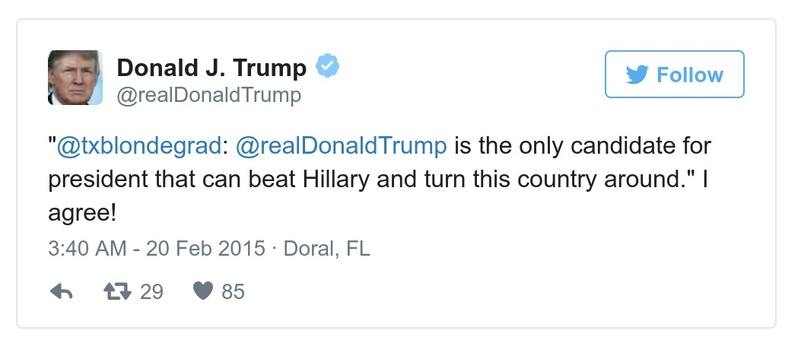 Donald J. Trump
@realDonaldTrump
Follow
"@txblondegrad: @realDonaldTrump is the only candidate for
president that can beat Hillary and turn this country around." I
agree!
3:40 AM - 20 Feb 2015 · Doral, FL
29 85